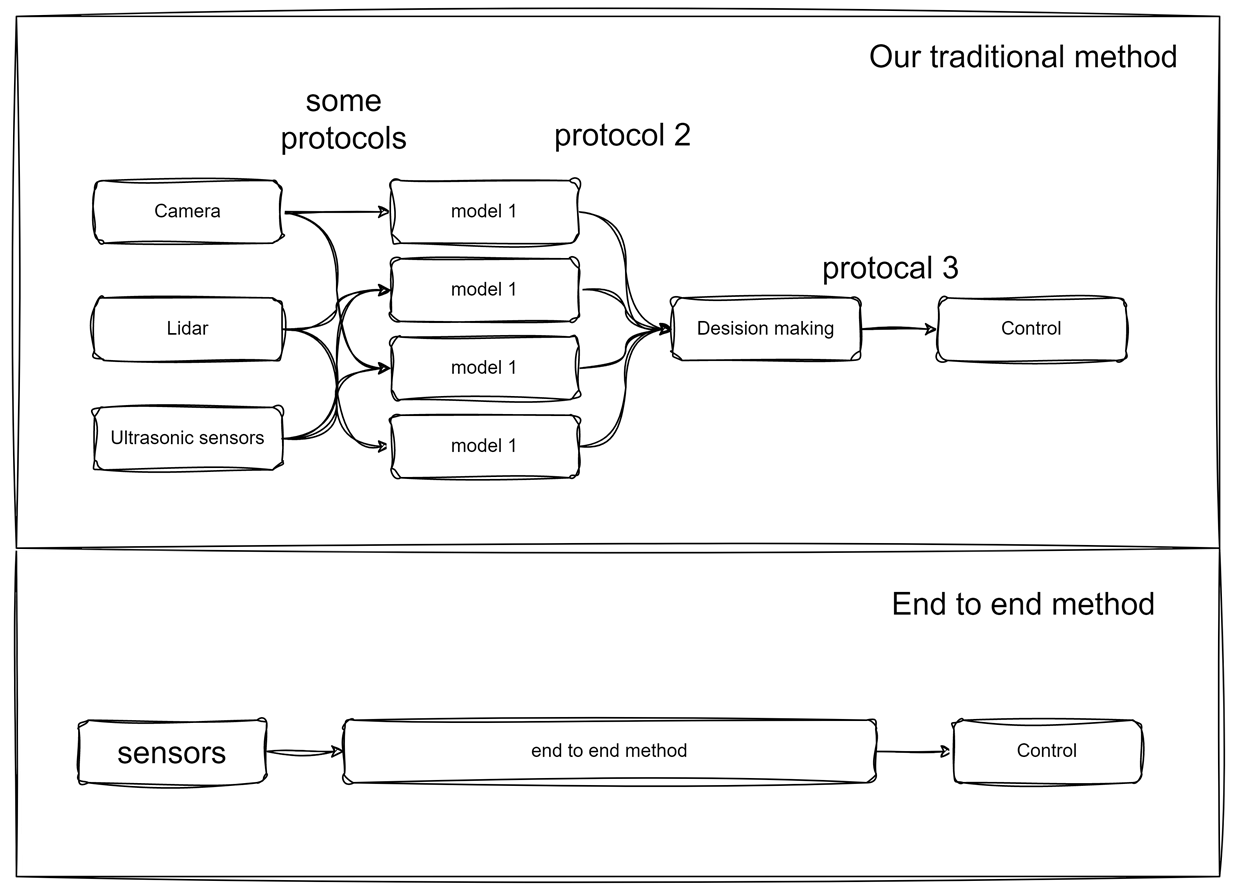 Our traditional method
some
protocols
protocol 2
Camera
model 1
protocal 3
model 1
Lidar
Desision making
Control
model 1
Ultrasonic sensors
model 1
End to end method
sensors
end to end method
Control